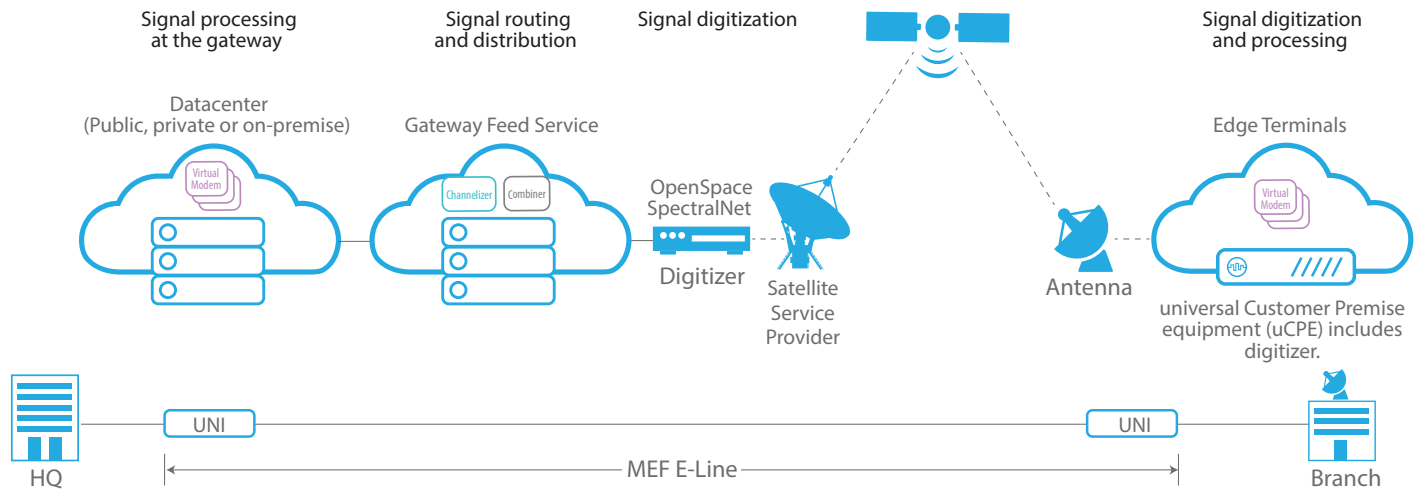 Signal processing
at the gateway
Signal routing
and distribution
Signal digitization
Signal digitization
and processing
Datacenter
(Public, private or on-premise)
Gateway Feed Service
Edge Terminals
Virtual
Modem
Channelizer
Combiner
OpenSpace
SpectralNet
Digitizer
Satellite
Service
Provider
Antenna
Virtual
Modem
universal Customer Premise
equipment (uCPE) includes
digitizer.
UNI
UNI
MEF E-Line
HQ
Branch